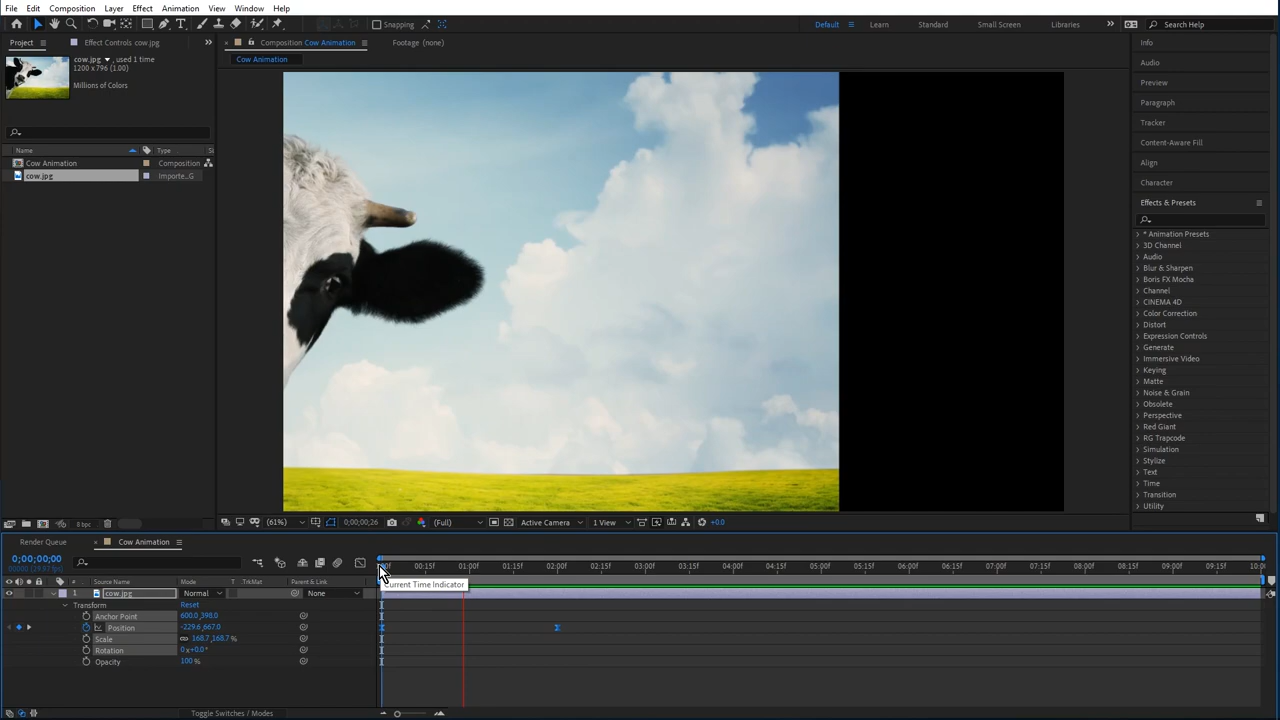 File Edit Composition Layer Effect Animation View Window Help
Snapping Default Learn Standard Small Screen Libraries Search Help
Project Effect Controls cow.jpg Composition Cow Animation Footage (none)
cow.jpg , used 1 time
1200 x 796 (1.00)
Millions of Colors
Cow Animation
Name Type
Cow Animation Composition
cow.jpg Importe...G
8 bpc
(61%) 0;00;00;26 (Full) Active Camera 1 View +0.0
Info
Audio
Preview
Paragraph
Tracker
Content-Aware Fill
Align
Character
Effects & Presets
* Animation Presets
3D Channel
Audio
Blur & Sharpen
Boris FX Mocha
Channel
CINEMA 4D
Color Correction
Distort
Expression Controls
Generate
Immersive Video
Keying
Matte
Noise & Grain
Obsolete
Perspective
Red Giant
RG Trapcode
Simulation
Stylize
Text
Time
Transition
Utility
Render Queue Cow Animation
0;00;00;00
00:15f 01:00f 01:15f 02:00f 02:15f 03:00f 03:15f 04:00f 04:15f 05:00f 05:15f 06:00f 06:15f 07:00f 07:15f 08:00f 08:15f 09:00f 09:15f
Current Time Indicator
# Source Name Mode T .TrkMat Parent & Link
1 cow.jpg Normal None
Transform Reset
Anchor Point 600.0,398.0
Position -229.6,667.0
Scale 168.7,168.7 %
Rotation 0 x+0.0°
Opacity 100 %
Toggle Switches / Modes